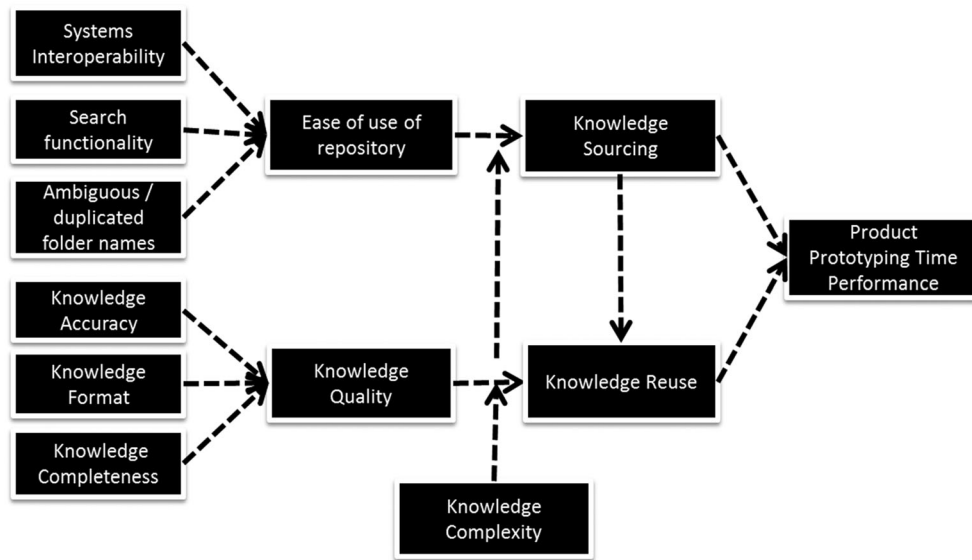 Systems
Interoperability
Search
functionality
Ambiguous /
duplicated
folder names
Knowledge
Accuracy
Knowledge
Format
Knowledge
Completeness
Ease of use of
repository
Knowledge
Quality
Knowledge
Complexity
Knowledge
Sourcing
Knowledge Reuse
Product
Prototyping Time
Performance